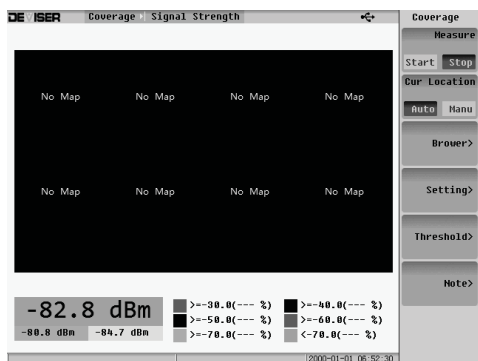 DEVISER Coverage Signal Strength Coverage
Measure
Start Stop
Cur Location
Auto Manu
No Map No Map No Map No Map
Brower>
No Map No Map No Map No Map
Setting>
Threshold>
Note>
-82.8 dBm
-80.8 dBm -84.7 dBm
>=-30.0(--- %) >=-40.0(--- %)
>=-50.0(--- %) >=-60.0(--- %)
>=-70.0(--- %) <-70.0(--- %)
2000-01-01 06:52:30